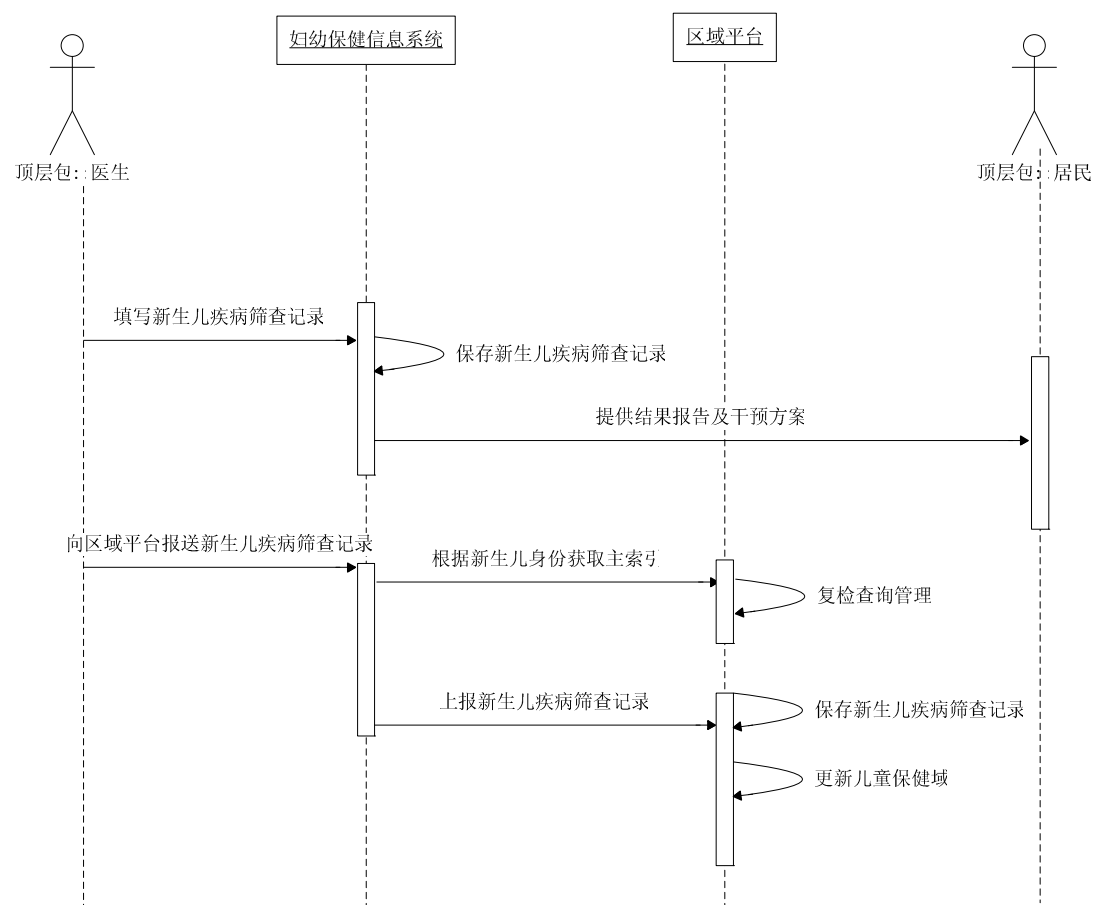 妇幼保健信息系统
区域平台
顶层包::医生
顶层包::居民
填写新生儿疾病筛查记录
保存新生儿疾病筛查记录
提供结果报告及干预方案
向区域平台报送新生儿疾病筛查记录
根据新生儿身份获取主索引
复检查询管理
上报新生儿疾病筛查记录
保存新生儿疾病筛查记录
更新儿童保健域